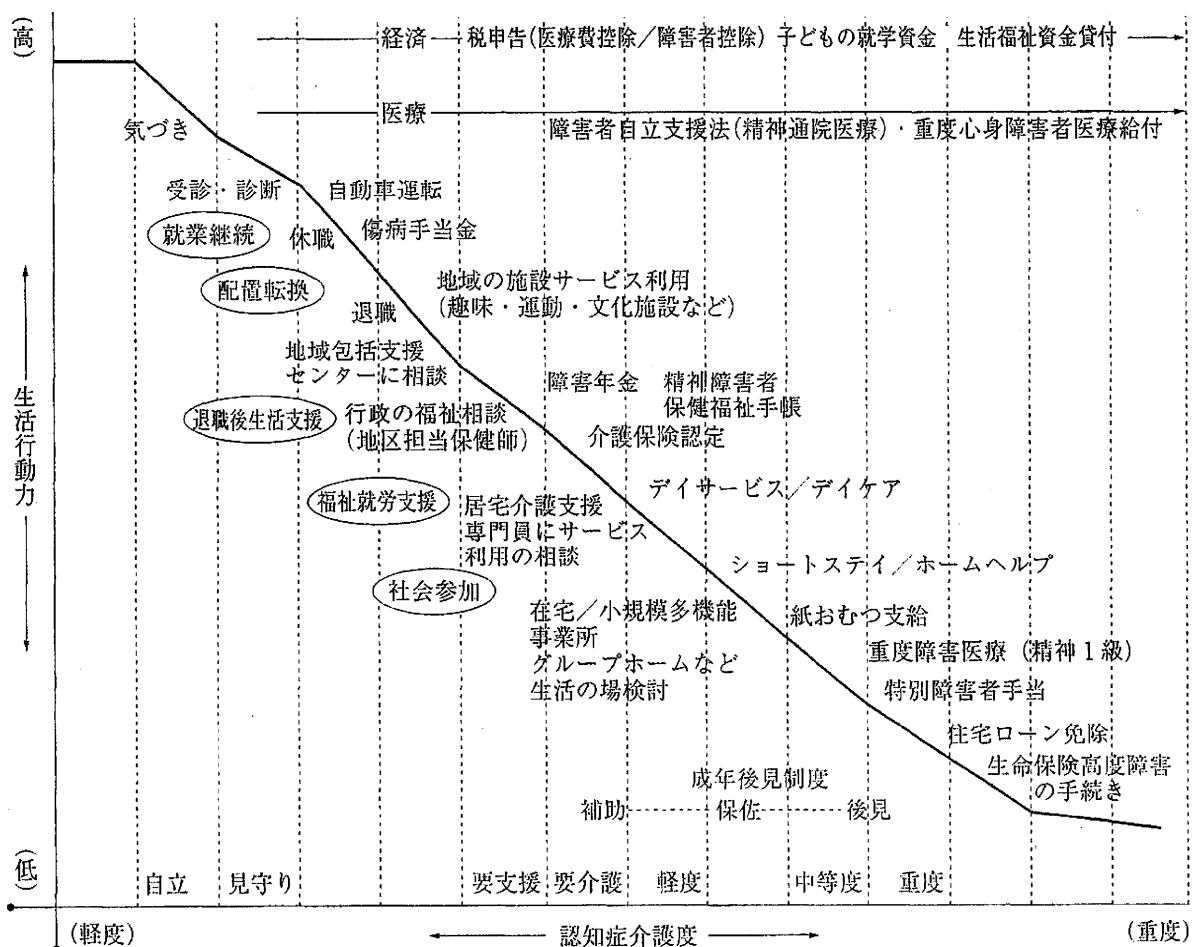 (高)
経済
税申告(医療費控除／障害者控除) 子どもの就学資金 生活福祉資金貸付
医療
障害者自立支援法(精神通院医療)・重度心身障害者医療給付
気づき
受診・診断
自動車運転
就業継続
休職
傷病手当金
配置転換
地域の施設サービス利用
(趣味・運動・文化施設など)
退職
地域包括支援
センターに相談
障害年金
精神障害者
保健福祉手帳
退職後生活支援
行政の福祉相談
(地区担当保健師)
介護保険認定
生活行動力
デイサービス／デイケア
福祉就労支援
居宅介護支援
専門員にサービス
利用の相談
ショートステイ／ホームヘルプ
社会参加
在宅／小規模多機能
事業所
グループホームなど
生活の場検討
紙おむつ支給
重度障害医療 (精神1級)
特別障害者手当
住宅ローン免除
生命保険高度障害
の手続き
成年後見制度
補助
保佐
後見
(低)
自立
見守り
要支援
要介護
軽度
中等度
重度
(軽度)
認知症介護度
(重度)